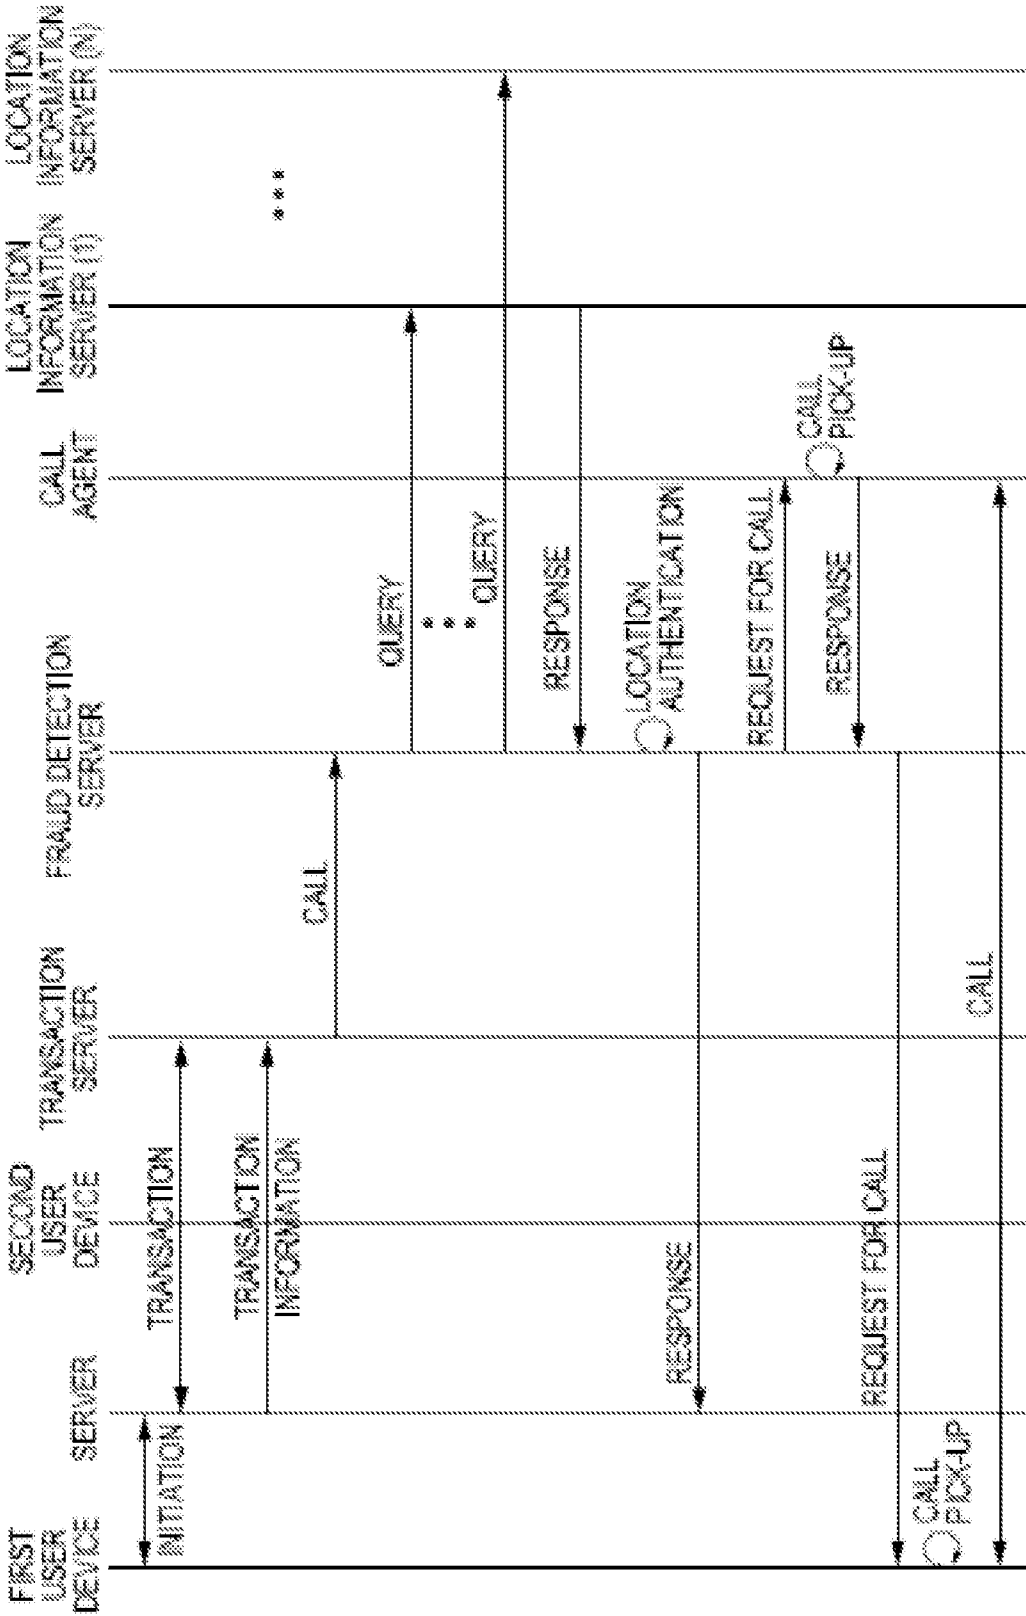 FIRST
USER
DEVICE
SERVER
SECOND
USER
DEVICE
TRANSACTION
SERVER
FRAUD DETECTION
SERVER
CALL
AGENT
LOCATION
INFORMATION
SERVER (1)
LOCATION
INFORMATION
SERVER (N)
INITIATION
TRANSACTION
TRANSACTION
INFORMATION
CALL
QUERY
QUERY
RESPONSE
LOCATION
AUTHENTICATION
RESPONSE
REQUEST FOR CALL
CALL
PICK-UP
RESPONSE
REQUEST FOR CALL
CALL
PICK-UP
CALL